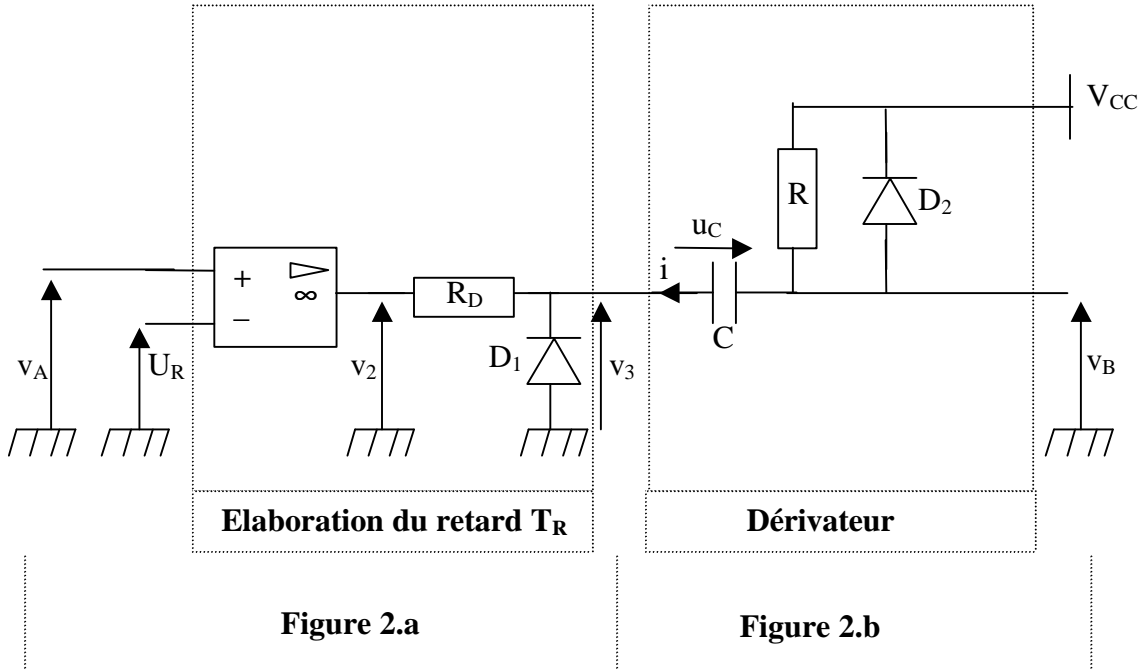 V_CC
R
D_2
u_C
i
C
+
∞
−
R_D
D_1
v_A
U_R
v_2
v_3
v_B
Elaboration du retard T_R
Dérivateur
Figure 2.a
Figure 2.b